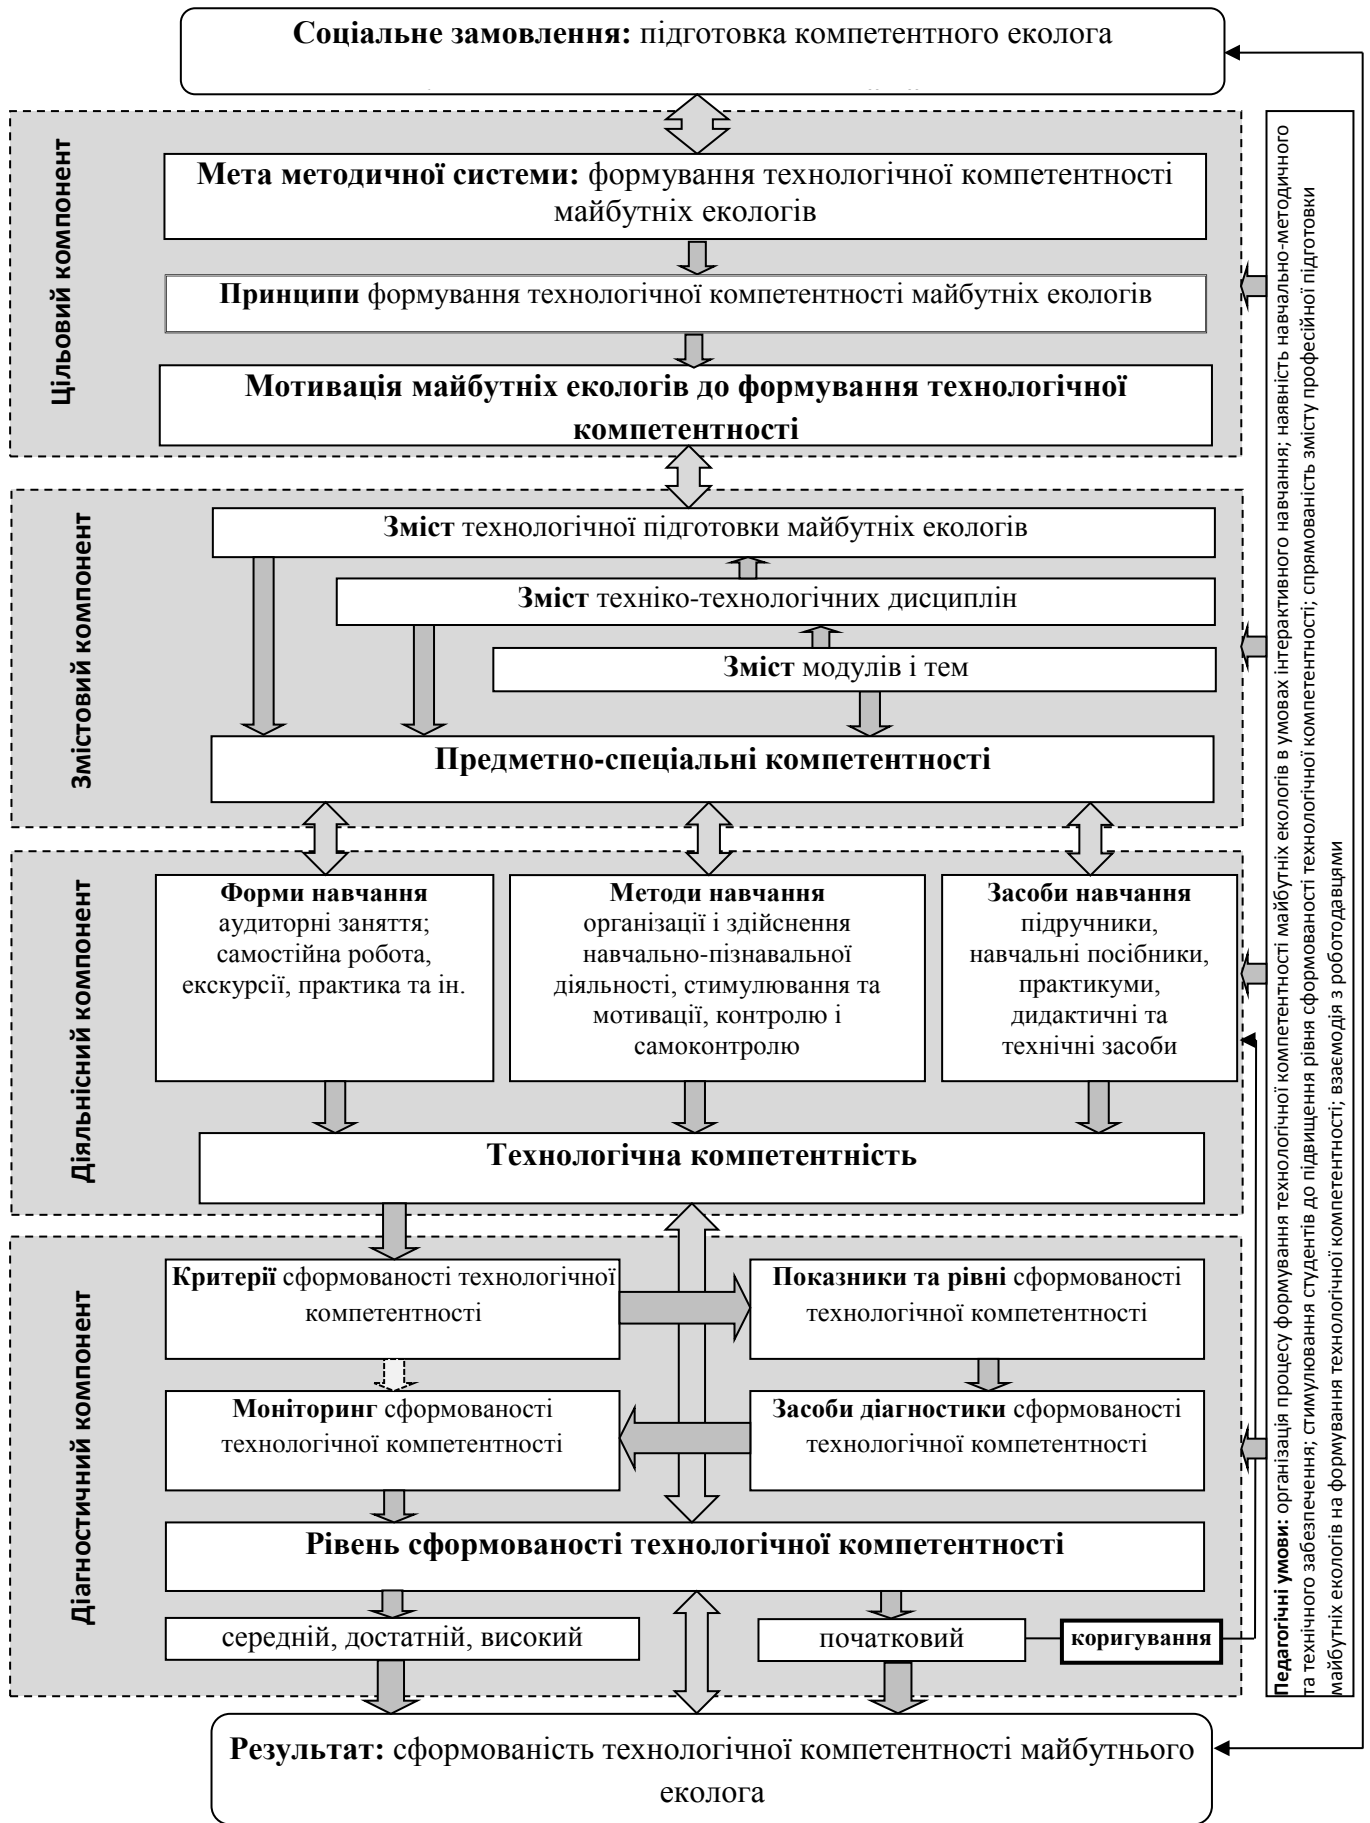 Соціальне замовлення: підготовка компетентного еколога
Цільовий компонент
Мета методичної системи: формування технологічної компетентності
майбутніх екологів
Принципи формування технологічної компетентності майбутніх екологів
Мотивація майбутніх екологів до формування технологічної
компетентності
Змістовий компонент
Зміст технологічної підготовки майбутніх екологів
Зміст техніко-технологічних дисциплін
Зміст модулів і тем
Предметно-спеціальні компетентності
Діяльнісний компонент
Форми навчання
аудиторні заняття;
самостійна робота,
екскурсії, практика та ін.
Методи навчання
організації і здійснення
навчально-пізнавальної
діяльності, стимулювання та
мотивації, контролю і
самоконтролю
Засоби навчання
підручники,
навчальні посібники,
практикуми,
дидактичні та
технічні засоби
Технологічна компетентність
Діагностичний компонент
Критерії сформованості технологічної
компетентності
Показники та рівні сформованості
технологічної компетентності
Моніторинг сформованості
технологічної компетентності
Засоби діагностики сформованості
технологічної компетентності
Рівень сформованості технологічної компетентності
середній, достатній, високий
початковий
коригування
Результат: сформованість технологічної компетентності майбутнього
еколога
Педагогічні умови: організація процесу формування технологічної компетентності майбутніх екологів в умовах інтерактивного навчання; наявність навчально-методичного
та технічного забезпечення; стимулювання студентів до підвищення рівня сформованості технологічної компетентності; спрямованість змісту професійної підготовки
майбутніх екологів на формування технологічної компетентності; взаємодія з роботодавцями